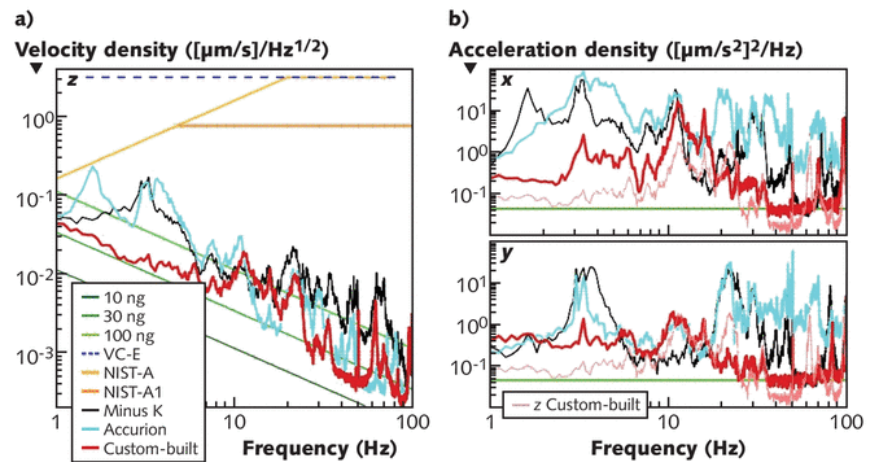 a)
Velocity density ([µm/s]/Hz1/2)
z
10⁰
10⁻¹
10⁻²
10⁻³
10 ng
30 ng
100 ng
VC-E
NIST-A
NIST-A1
Minus K
Accurion
Custom-built
1 10 100
Frequency (Hz)
b)
Acceleration density ([µm/s²]²/Hz)
x
10¹
10⁰
10⁻¹
y
10¹
10⁰
10⁻¹
z Custom-built
1 10 100
Frequency (Hz)